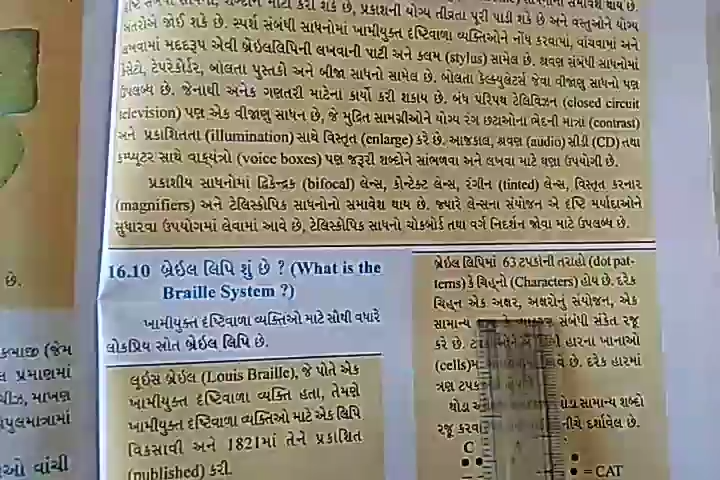 કરી શકે છે, પ્રકાશની યોગ્ય તીવ્રતા પૂરી પાડી શકે છે અને વસ્તુઓને યોગ્ય
અંતરેએ જોઈ શકે છે. સ્પર્શ સંબંધી સાધનોમાં ખામીયુક્ત દૃષ્ટિવાળા વ્યક્તિઓને નોંધ કરવામાં, વાંચવામાં અને
લખવામાં મદદરૂપ એવી બ્રેઇલલિપિની લખવાની પાટી અને કલમ (stylus) સામેલ છે. શ્રવણ સંબંધી સાધનોમાં
કેસેટો, ટેપરેકોર્ડર, બોલતા પુસ્તકો અને બીજા સાધનો સામેલ છે. બોલતા કેલ્ક્યુલેટર્સ જેવા વીજાણુ સાધનો પણ
ઉપલબ્ધ છે. જેનાથી અનેક ગણતરી માટેના કાર્યો કરી શકાય છે. બંધ પરિપથ ટેલિવિઝન (closed circuit
television) પણ એક વીજાણુ સાધન છે, જે મુદ્રિત સામગ્રીઓને યોગ્ય રંગ છટાઓના ભેદની માત્રા (contrast)
અને પ્રકાશિતતા (illumination) સાથે વિસ્તૃત (enlarge) કરે છે. આજકાલ, શ્રવણ (audio) સીડી (CD) તથા
કમ્પ્યૂટર સાથે વાક્‌યંત્રો (voice boxes) પણ જરૂરી શબ્દોને સાંભળવા અને લખવા માટે ઘણા ઉપયોગી છે.
પ્રકાશીય સાધનોમાં દ્વિકેન્દ્રક (bifocal) લેન્સ, કોન્ટેક્ટ લેન્સ, રંગીન (tinted) લેન્સ, વિસ્તૃત કરનાર
(magnifiers) અને ટેલિસ્કોપિક સાધનોનો સમાવેશ થાય છે. જ્યારે લેન્સના સંયોજન એ દૃષ્ટિ મર્યાદાઓને
સુધારવા ઉપયોગમાં લેવામાં આવે છે, ટેલિસ્કોપિક સાધનો ચોકબોર્ડ તથા વર્ગ નિદર્શન જોવા માટે ઉપલબ્ધ છે.
16.10 બ્રેઇલ લિપિ શું છે ? (What is the
Braille System ?)
ખામીયુક્ત દૃષ્ટિવાળા વ્યક્તિઓ માટે સૌથી વધારે
લોકપ્રિય સ્રોત બ્રેઇલ લિપિ છે.
લૂઇસ બ્રેઇલ (Louis Braille), જે પોતે એક
ખામીયુક્ત દૃષ્ટિવાળા વ્યક્તિ હતા, તેમણે
ખામીયુક્ત દૃષ્ટિવાળા વ્યક્તિઓ માટે એક લિપિ
વિકસાવી અને 1821માં તેને પ્રકાશિત
(published) કરી.
બ્રેઇલ લિપિમાં 63 ટપકાંની તરાહો (dot pat-
terns) કે ચિહ્નો (Characters) હોય છે. દરેક
ચિહ્ન એક અક્ષર, અક્ષરોનું સંયોજન, એક
સામાન્ય સંબંધી સંકેત રજૂ
કરે છે. હારના ખાનાઓ
(cells)માં છે. દરેક હારમાં
ત્રણ ટપકાં
થોડા સામાન્ય શબ્દો
રજૂ કરવા નીચે દર્શાવેલ છે.
C
= CAT
છે.
(જેમ
પ્રમાણમાં
માખણ
વિપુલમાત્રામાં
વાંચી